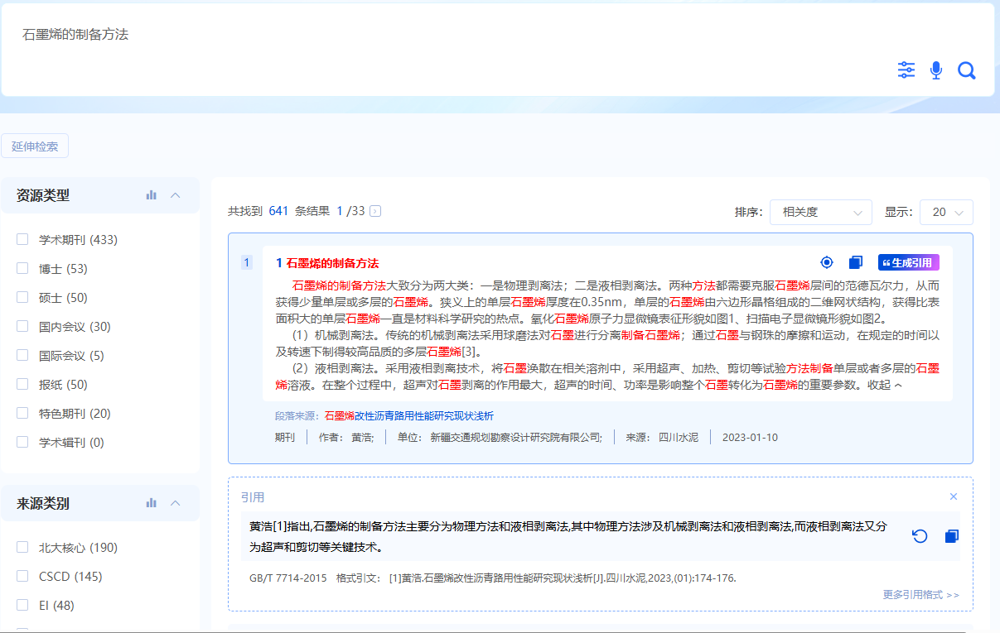 石墨烯的制备方法
延伸检索
资源类型
学术期刊 (433)
博士 (53)
硕士 (50)
国内会议 (30)
国际会议 (5)
报纸 (50)
特色期刊 (20)
学术辑刊 (0)
来源类别
北大核心 (190)
CSCD (145)
EI (48)
共找到 641 条结果 1 /33
排序： 相关度 显示： 20
1 1 石墨烯的制备方法 生成引用
石墨烯的制备方法大致分为两大类：一是物理剥离法；二是液相剥离法。两种方法都需要克服石墨烯层间的范德瓦尔力，从而
获得少量单层或多层的石墨烯。狭义上的单层石墨烯厚度在0.35nm，单层的石墨烯由六边形晶格组成的二维网状结构，获得比表
面积大的单层石墨烯一直是材料科学研究的热点。氧化石墨烯原子力显微镜表征形貌如图1、扫描电子显微镜形貌如图2。
（1）机械剥离法。传统的机械剥离法采用球磨法对石墨进行分离制备石墨烯；通过石墨与钢珠的摩擦和运动，在规定的时间以
及转速下制得较高品质的多层石墨烯[3]。
（2）液相剥离法。采用液相剥离技术，将石墨涣散在相关溶剂中，采用超声、加热、剪切等试验方法制备单层或者多层的石墨
烯溶液。在整个过程中，超声对石墨剥离的作用最大，超声的时间、功率是影响整个石墨转化为石墨烯的重要参数。收起
段落来源：石墨烯改性沥青路用性能研究现状浅析
期刊 作者： 黄浩; 单位： 新疆交通规划勘察设计研究院有限公司; 来源： 四川水泥 2023-01-10
引用
黄浩[1]指出,石墨烯的制备方法主要分为物理方法和液相剥离法,其中物理方法涉及机械剥离法和液相剥离法,而液相剥离法又分
为超声和剪切等关键技术。
GB/T 7714-2015 格式引文： [1]黄浩.石墨烯改性沥青路用性能研究现状浅析[J].四川水泥,2023,(01):174-176.
更多引用格式 >>